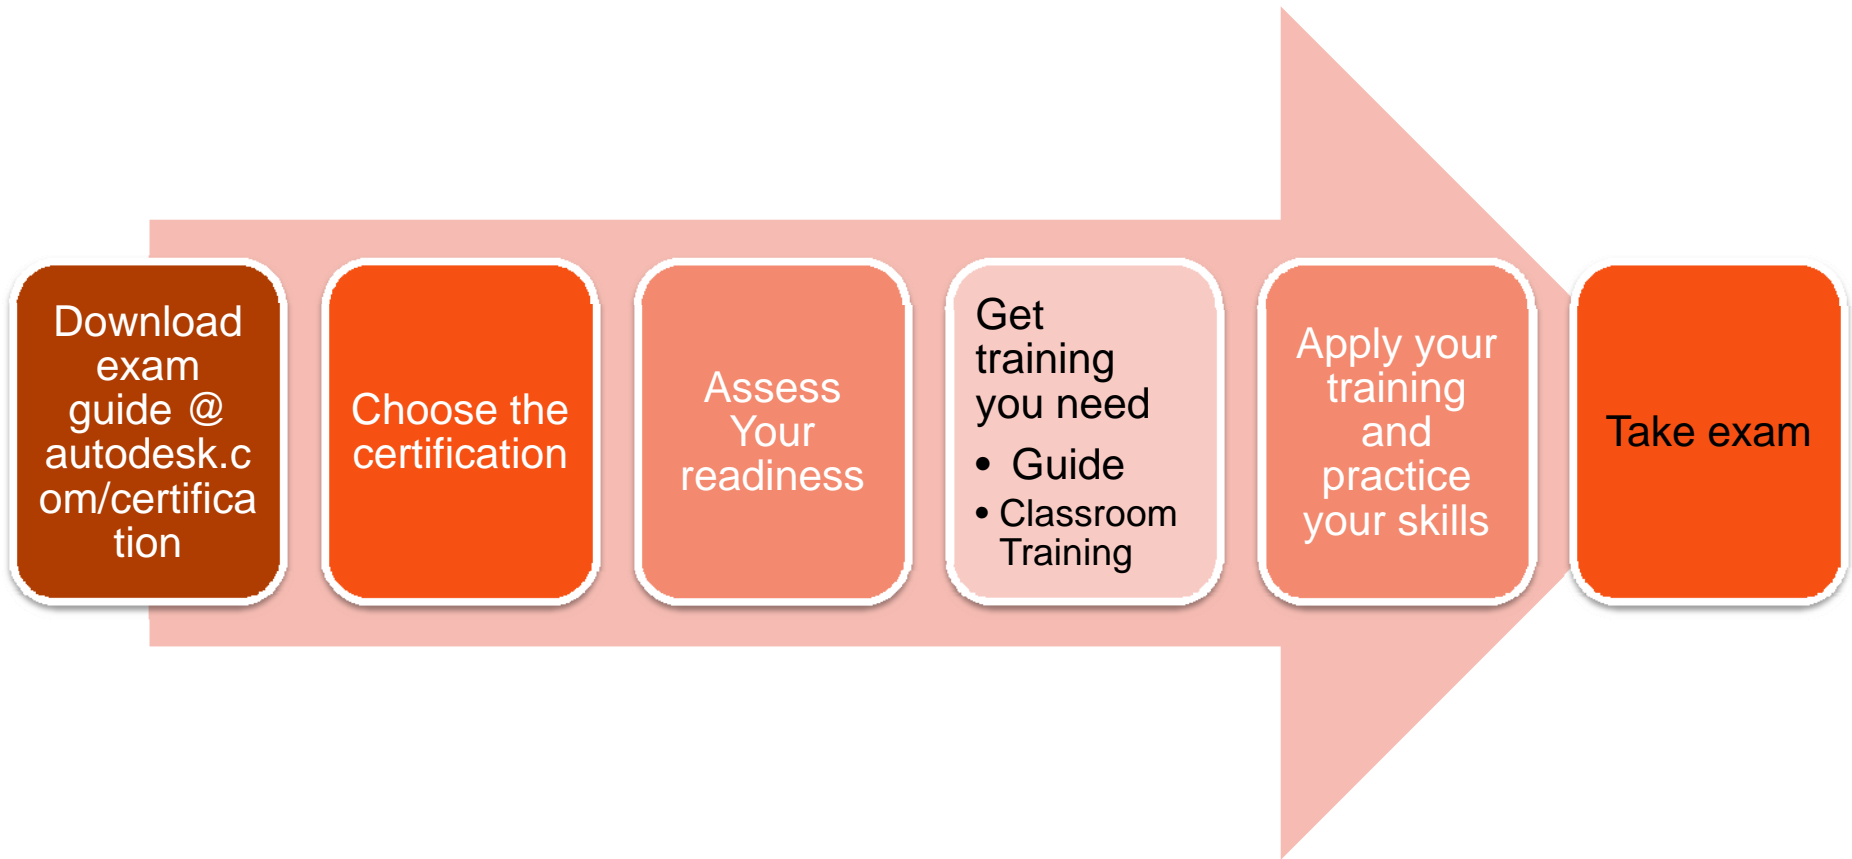 Download
exam
guide @
autodesk.c
om/certifica
tion
Choose the
certification
Assess
Your
readiness
Get
training
you need
• Guide
• Classroom
Training
Apply your
training
and
practice
your skills
Take exam